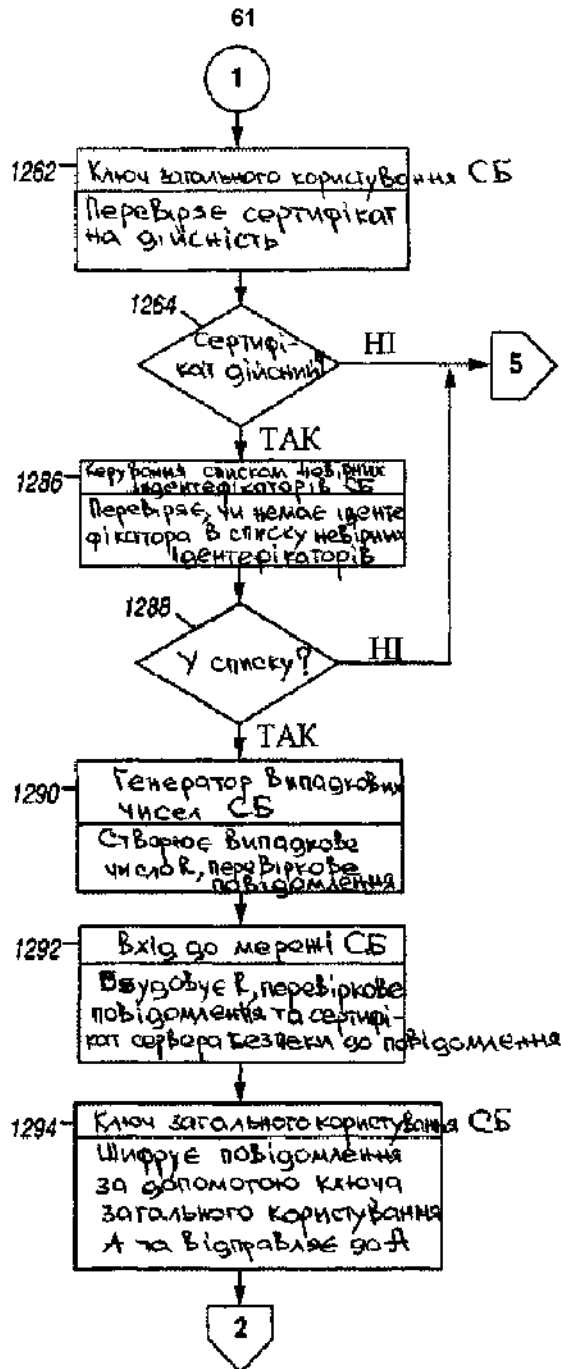 61
1
1262
Ключ загального користування СБ
Перевіряє сертифікат
на дійсність
1264
Сертифі-
кат дійсний?
НІ
5
ТАК
1286
Керування списком невірних
ідентефікаторів СБ
Перевіряє, чи немає іденте
фікатора в списку невірних
ідентефікаторів
1288
У списку?
НІ
ТАК
1290
Генератор випадкових
чисел СБ
Створює випадкове
число R, перевіркове
повідомлення
1292
Вхід до мережі СБ
Вбудовує R, перевіркове
повідомлення та сертифі-
кат сервора безпеки до повідомлення
1294
Ключ загального користування СБ
Шифрує повідомлення
за допомогою ключа
загального користування
А та відправляє до А
2